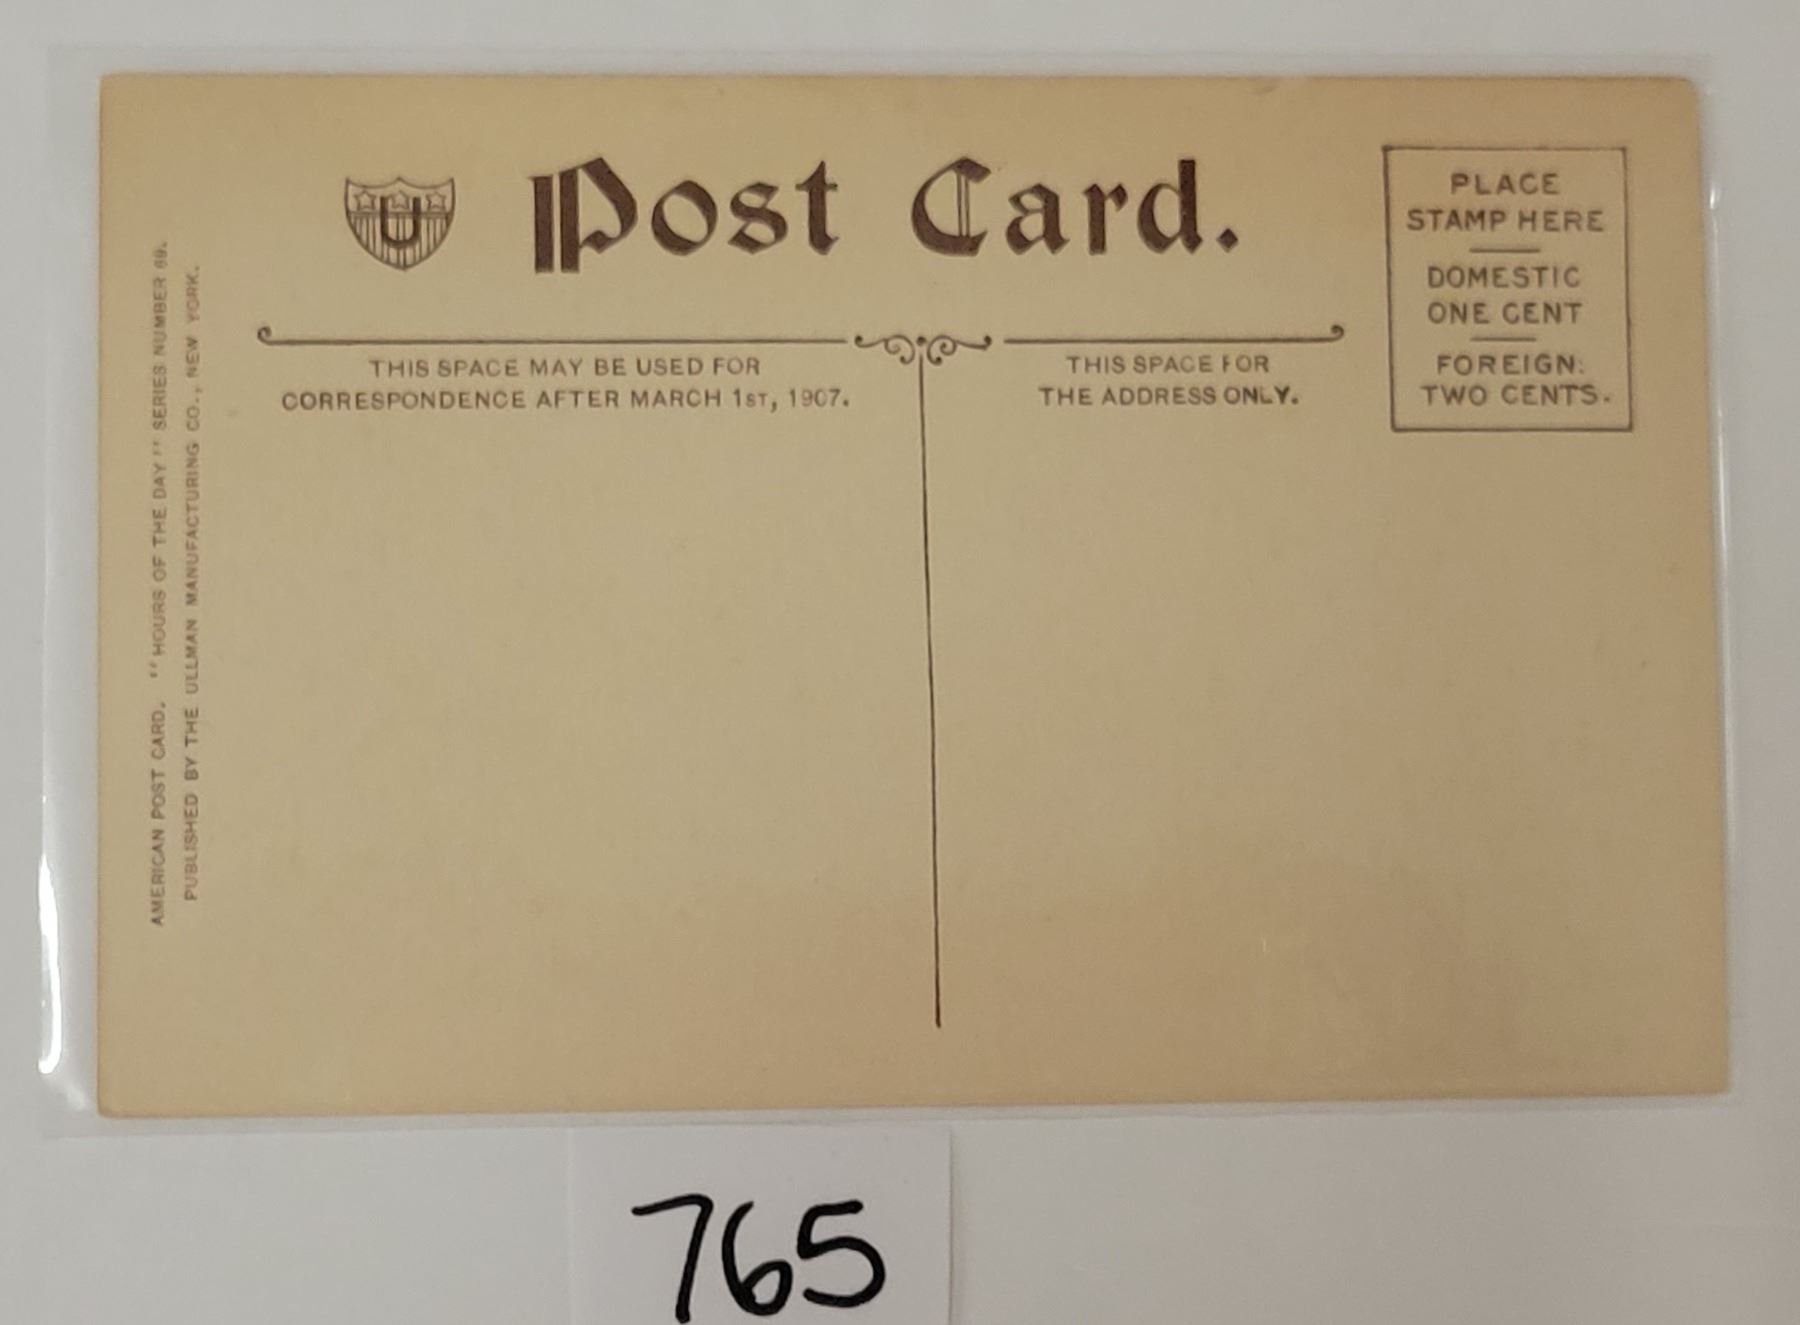 U
Post Card.
PLACE
STAMP HERE
DOMESTIC
ONE CENT
FOREIGN:
TWO CENTS.
THIS SPACE MAY BE USED FOR
CORRESPONDENCE AFTER MARCH 1ST, 1907.
THIS SPACE FOR
THE ADDRESS ONLY.
AMERICAN POST CARD. "HOURS OF THE DAY" SERIES NUMBER 69.
PUBLISHED BY THE ULLMAN MANUFACTURING CO., NEW YORK.
765